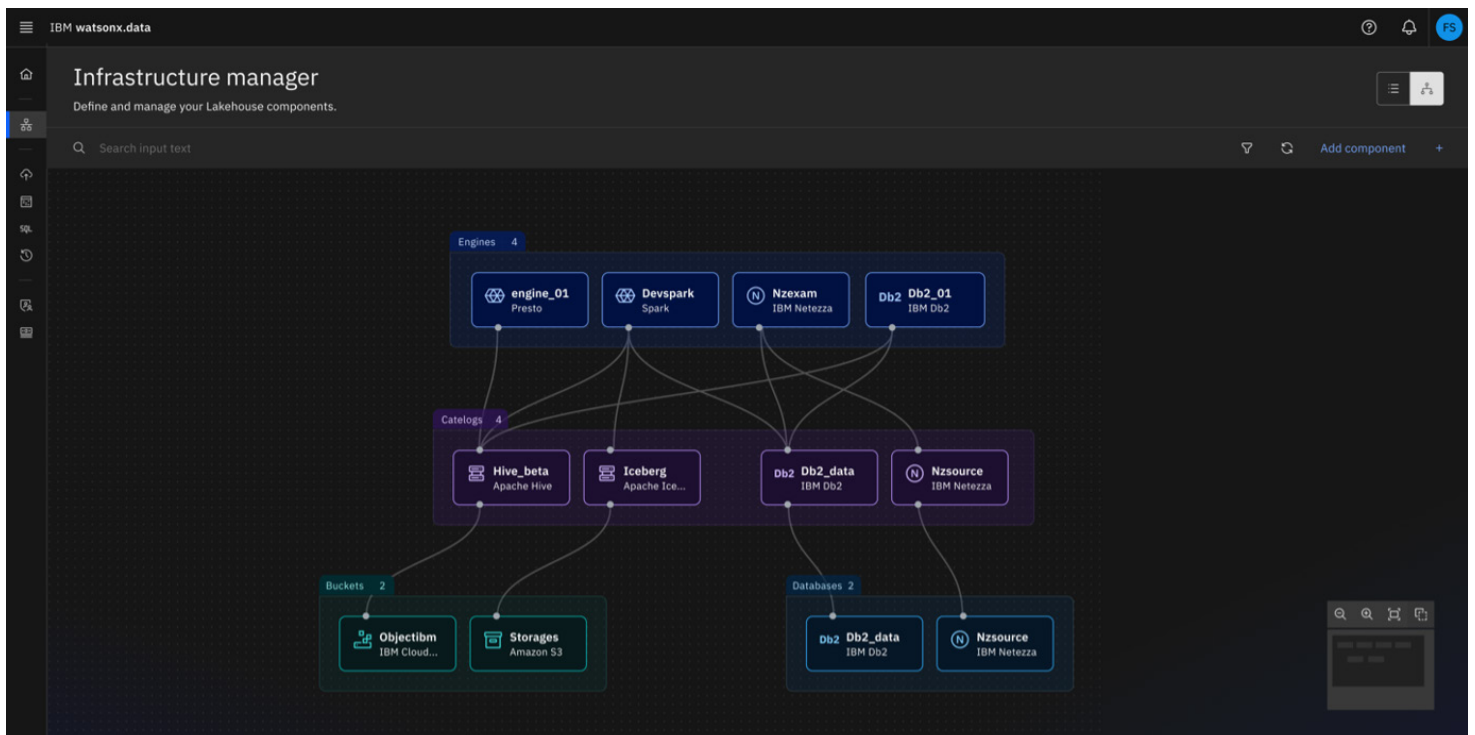 IBM watsonx.data
FS
Infrastructure manager
Define and manage your Lakehouse components.
Search input text
Add component +
SQL
Engines 4
engine_01
Presto
Devspark
Spark
N
Nzexam
IBM Netezza
Db2
Db2_01
IBM Db2
Catelogs 4
Hive_beta
Apache Hive
Iceberg
Apache Ice...
Db2
Db2_data
IBM Db2
N
Nzsource
IBM Netezza
Buckets 2
Objectibm
IBM Cloud...
Storages
Amazon S3
Databases 2
Db2
Db2_data
IBM Db2
N
Nzsource
IBM Netezza